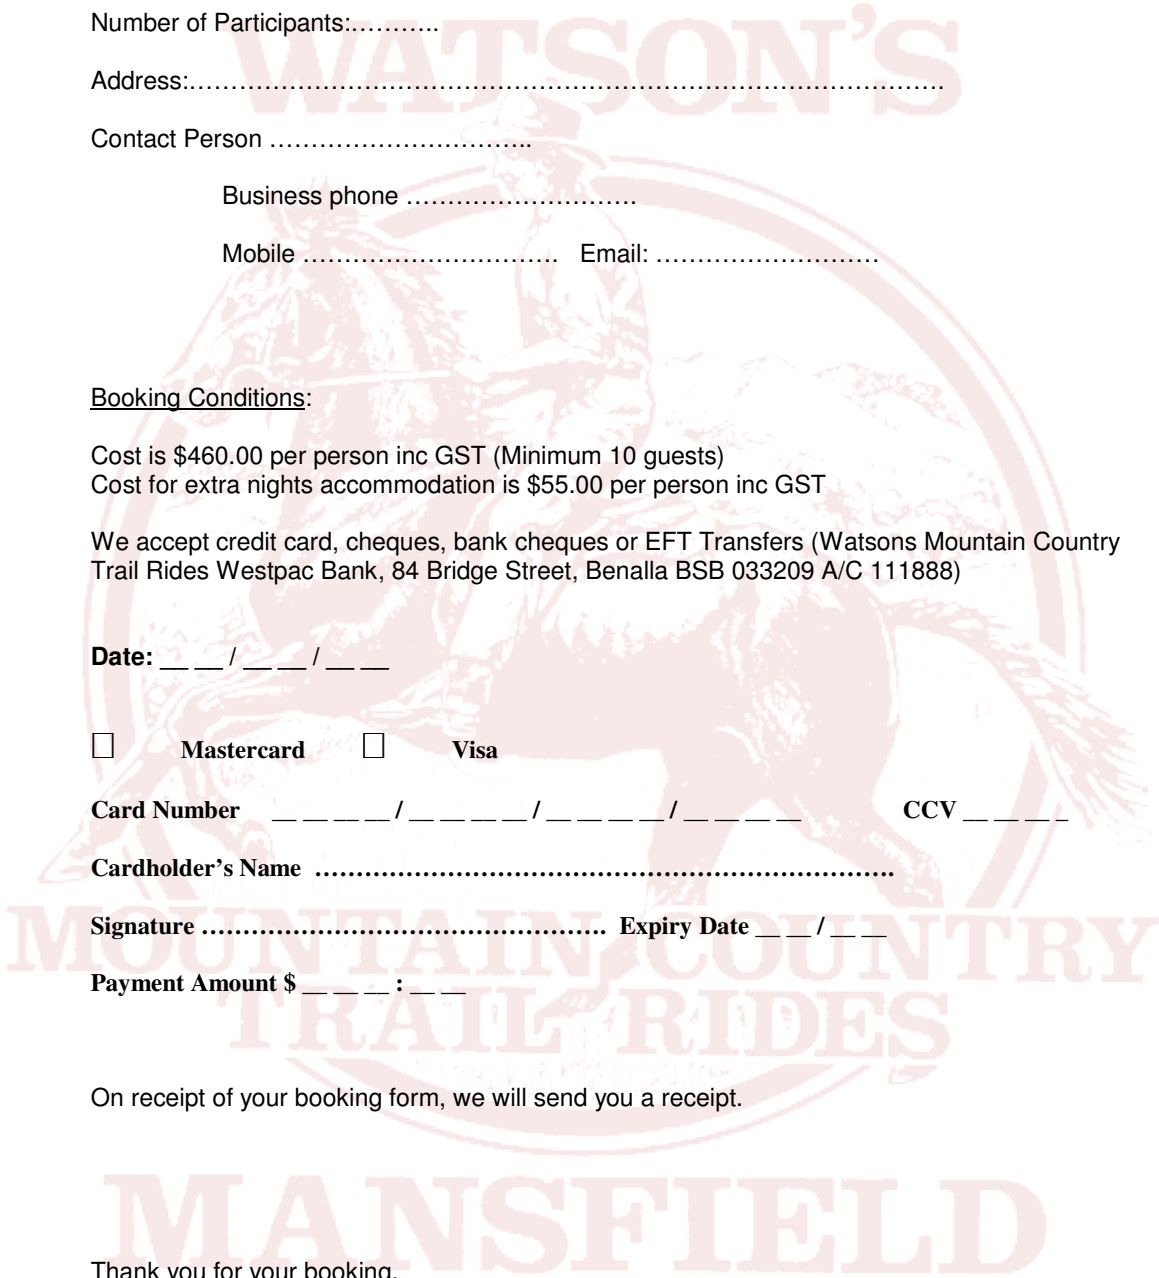 WATSON'S
Number of Participants:………..
Address:……………………………………………………………………………….
Contact Person …………………………..
Business phone ……………………….
Mobile …………………………. Email: ………………………
Booking Conditions:
Cost is $460.00 per person inc GST (Minimum 10 guests)
Cost for extra nights accommodation is $55.00 per person inc GST
We accept credit card, cheques, bank cheques or EFT Transfers (Watsons Mountain Country
Trail Rides Westpac Bank, 84 Bridge Street, Benalla BSB 033209 A/C 111888)
Date: __ __ / __ __ / __ __
☐ Mastercard ☐ Visa
Card Number __ __ __ __ / __ __ __ __ / __ __ __ __ / __ __ __ __ CCV __ __ __ _
Cardholder’s Name …………………………………………………………….
Signature …………………………………………. Expiry Date __ __ / __ __
MOUNTAIN COUNTRY
Payment Amount $ __ __ __ : __ __
TRAIL RIDES
On receipt of your booking form, we will send you a receipt.
MANSFIELD
Thank you for your booking.